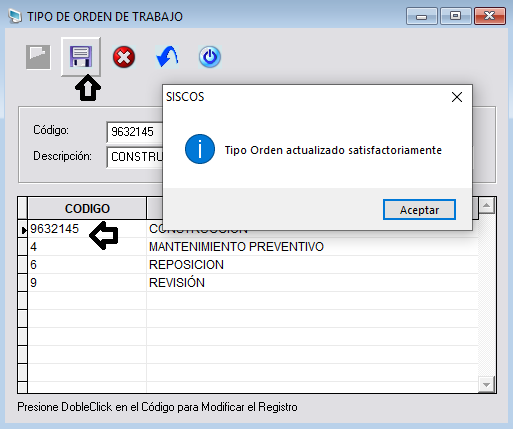 TIPO DE ORDEN DE TRABAJO
SISCOS
Tipo Orden actualizado satisfactoriamente
Aceptar
Código: 9632145
Descripción: CONSTRU
CODIGO
9632145 CONSTRUCCION
4 MANTENIMIENTO PREVENTIVO
6 REPOSICION
9 REVISIÓN
Presione DobleClick en el Código para Modificar el Registro